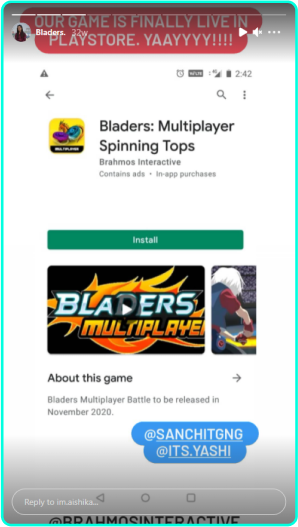 OUR GAME IS FINALLY LIVE IN
PLAYSTORE. YAAYYYY!!!!
Bladers. 32w
2:42
Bladers: Multiplayer
Spinning Tops
Brahmos Interactive
Contains ads • In-app purchases
MULTIPLAYER
Install
BLADERS
MULTIPLAYER
About this game
Bladers Multiplayer Battle to be released in
November 2020.
@SANCHITGNG
@ITS.YASHI
Reply to im.aishika...
@BRAHMOSINTERACTIVE